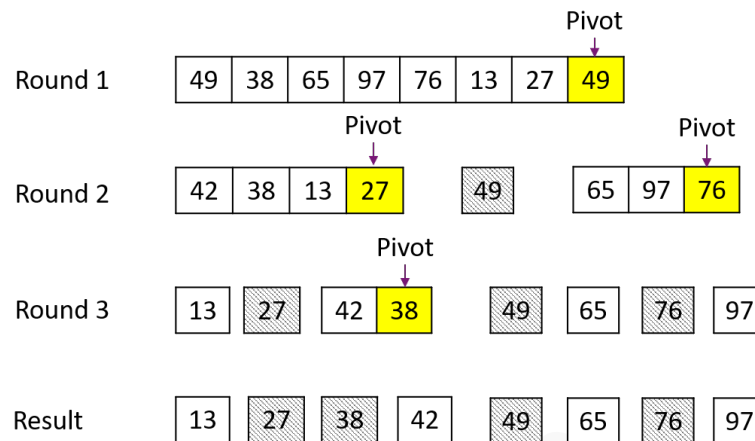 Pivot
Round 1 49 38 65 97 76 13 27 49
Pivot Pivot
Round 2 42 38 13 27 49 65 97 76
Pivot
Round 3 13 27 42 38 49 65 76 97
Result 13 27 38 42 49 65 76 97